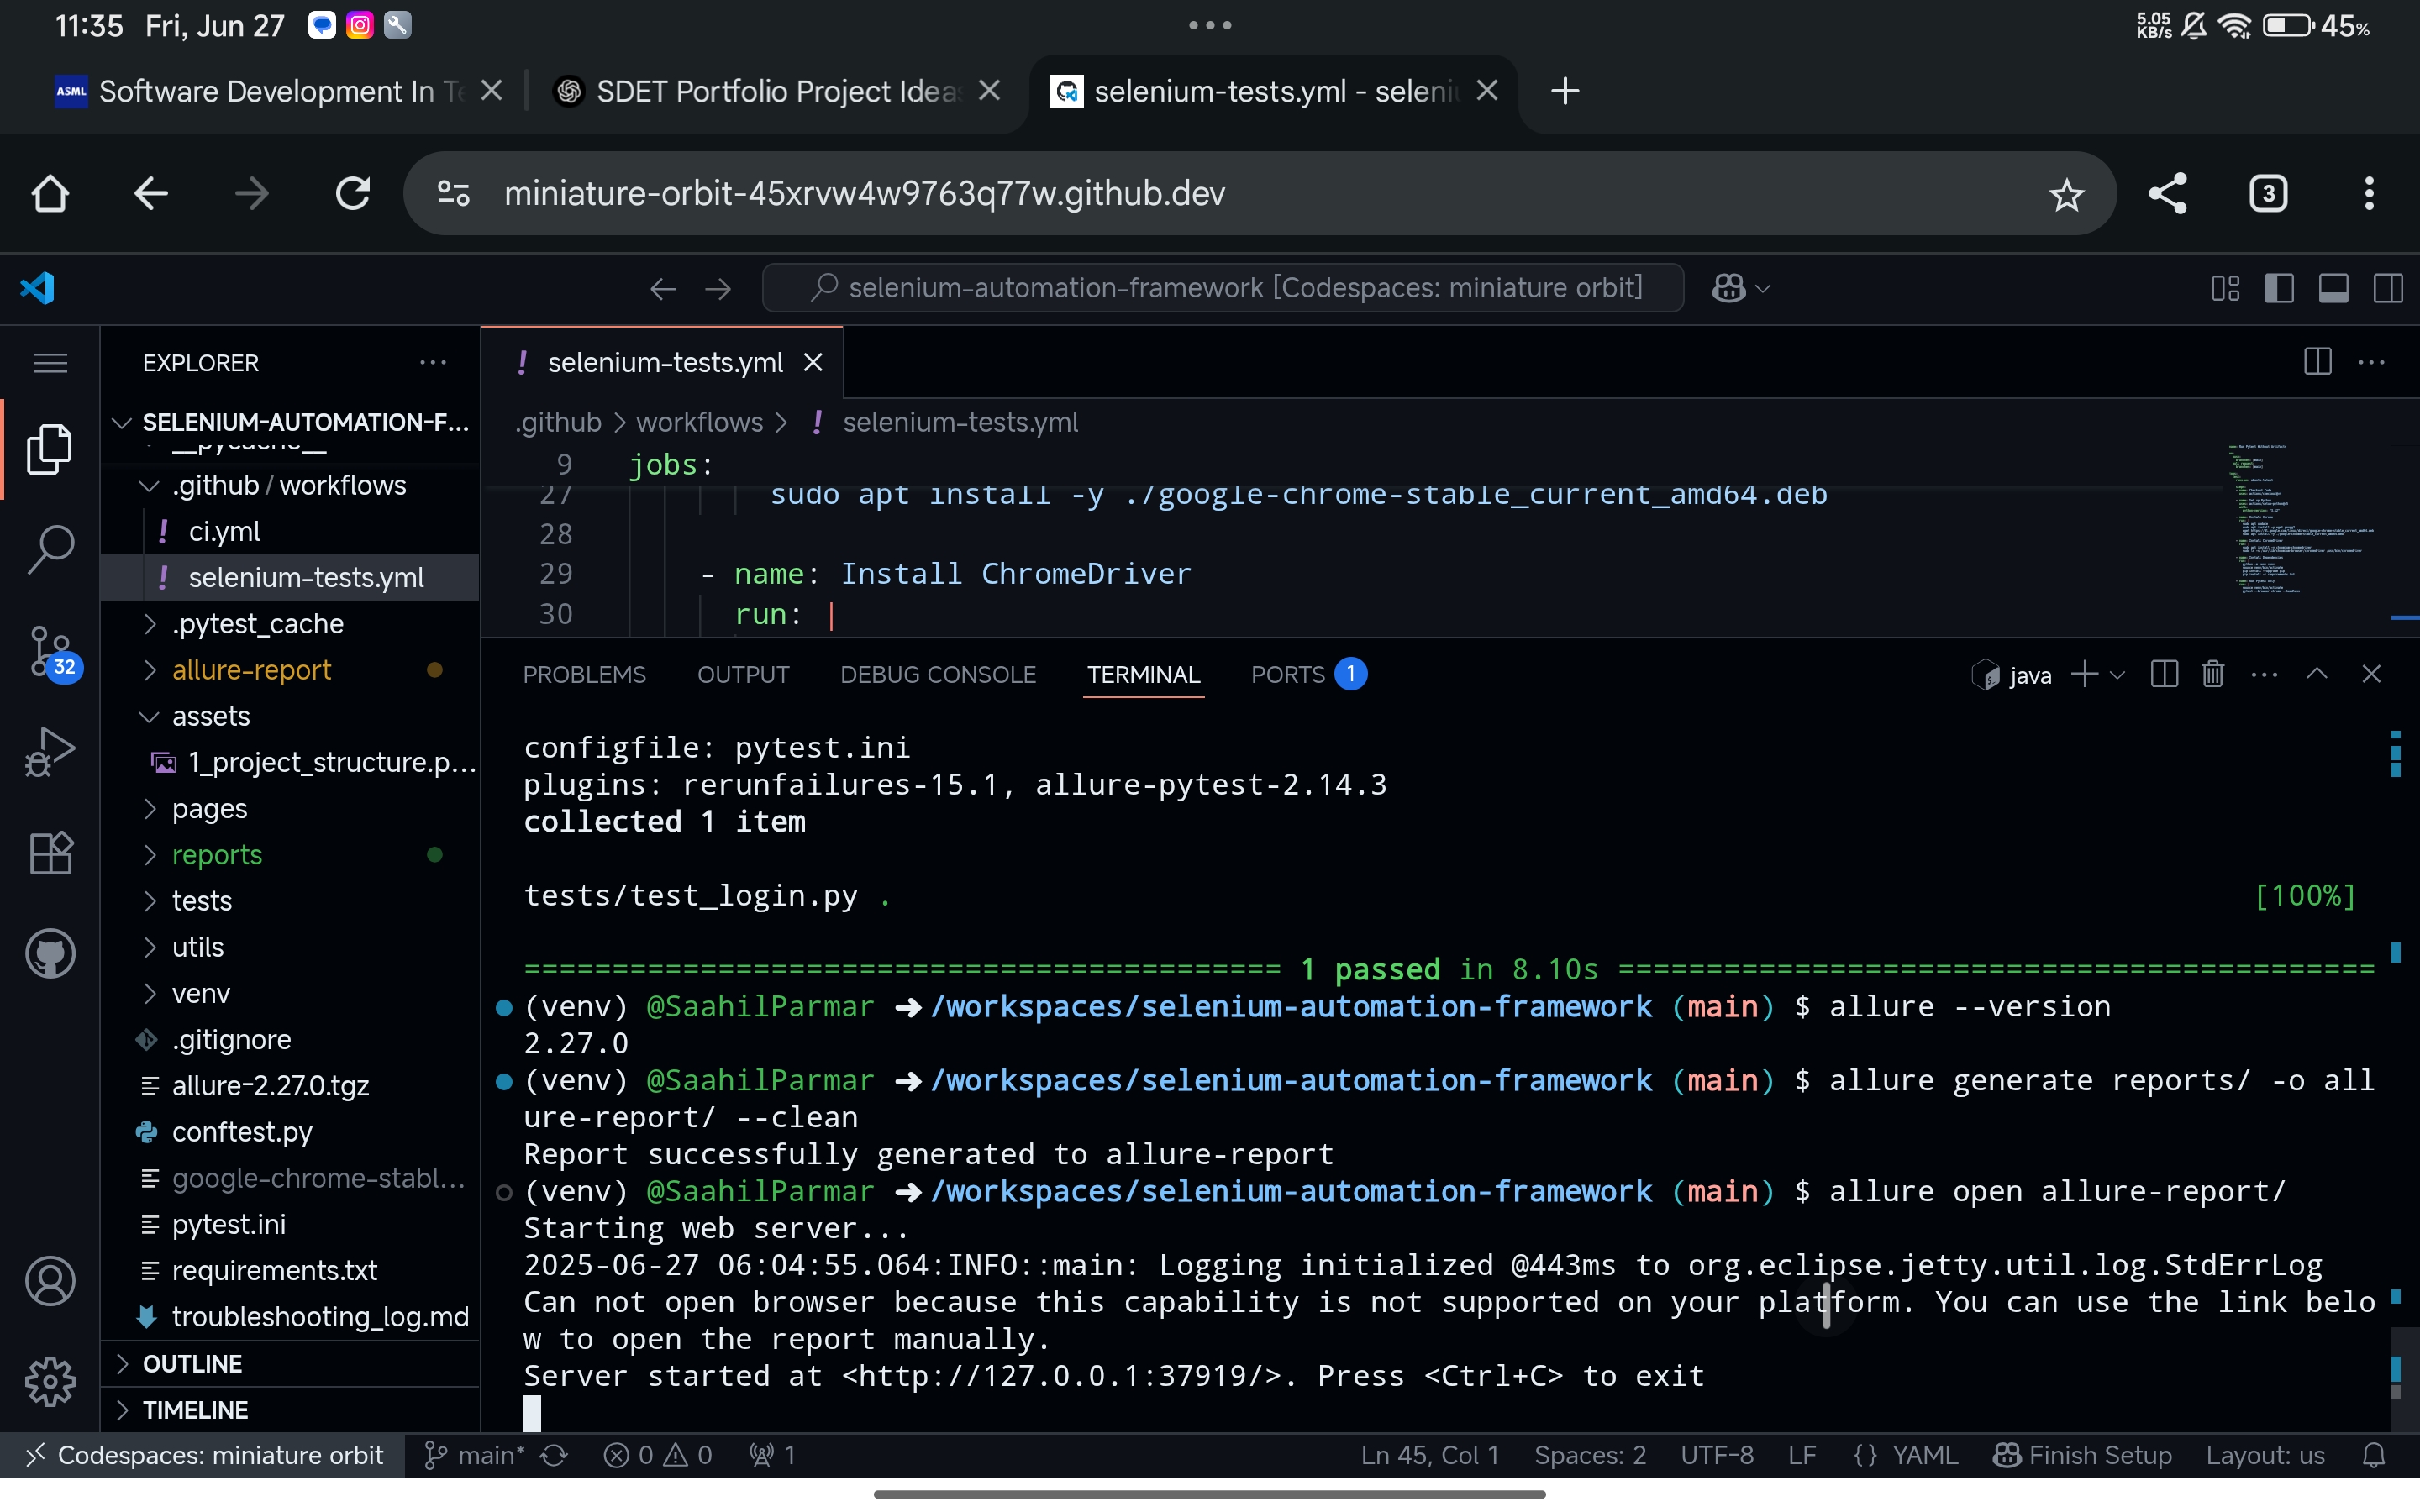 11:35 Fri, Jun 27
5.05 KB/s 45%
ASML Software Development In Te
SDET Portfolio Project Ideas
selenium-tests.yml - seleniu
miniature-orbit-45xrvw4w9763q77w.github.dev
3
selenium-automation-framework [Codespaces: miniature orbit]
EXPLORER
SELENIUM-AUTOMATION-F...
__pycache__
.github / workflows
ci.yml
selenium-tests.yml
.pytest_cache
allure-report
assets
1_project_structure.p...
pages
reports
tests
utils
venv
.gitignore
allure-2.27.0.tgz
conftest.py
google-chrome-stabl...
pytest.ini
requirements.txt
troubleshooting_log.md
OUTLINE
TIMELINE
32
! selenium-tests.yml
.github > workflows > ! selenium-tests.yml
9 jobs:
27 sudo apt install -y ./google-chrome-stable_current_amd64.deb
28
29 - name: Install ChromeDriver
30 run: |
PROBLEMS OUTPUT DEBUG CONSOLE TERMINAL PORTS 1
java
configfile: pytest.ini
plugins: rerunfailures-15.1, allure-pytest-2.14.3
collected 1 item
tests/test_login.py . [100%]
=========================================== 1 passed in 8.10s ===========================================
(venv) @SaahilParmar ➜ /workspaces/selenium-automation-framework (main) $ allure --version
2.27.0
(venv) @SaahilParmar ➜ /workspaces/selenium-automation-framework (main) $ allure generate reports/ -o all
ure-report/ --clean
Report successfully generated to allure-report
(venv) @SaahilParmar ➜ /workspaces/selenium-automation-framework (main) $ allure open allure-report/
Starting web server...
2025-06-27 06:04:55.064:INFO::main: Logging initialized @443ms to org.eclipse.jetty.util.log.StdErrLog
Can not open browser because this capability is not supported on your platform. You can use the link belo
w to open the report manually.
Server started at <http://127.0.0.1:37919/>. Press <Ctrl+C> to exit
Codespaces: miniature orbit main* 0 0 1
Ln 45, Col 1 Spaces: 2 UTF-8 LF {} YAML Finish Setup Layout: us